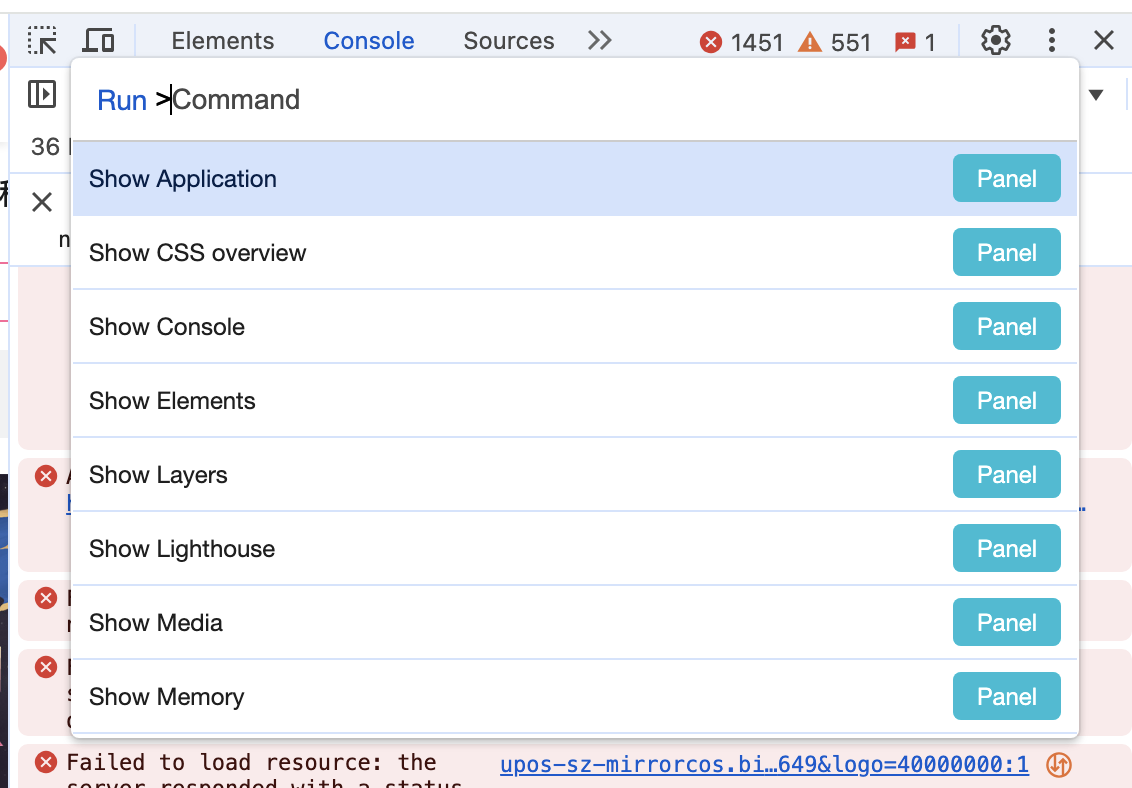 Elements Console Sources 1451 551 1
Run >Command
36
Show Application Panel
n
Show CSS overview Panel
Show Console Panel
Show Elements Panel
Show Layers Panel
Show Lighthouse Panel
Show Media Panel
Show Memory Panel
Failed to load resource: the upos-sz-mirrorcos.bi…649&logo=40000000:1
server responded with a status